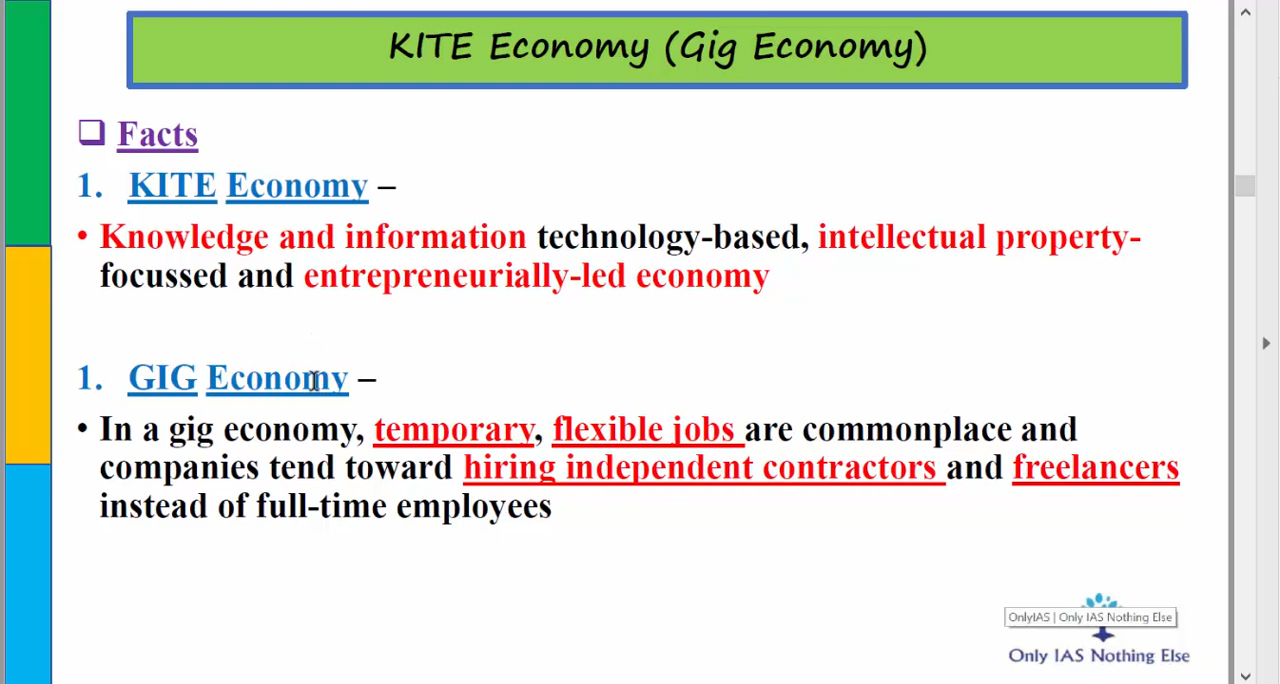 KITE Economy (Gig Economy)
Facts
1. KITE Economy –
• Knowledge and information technology-based, intellectual property-
focussed and entrepreneurially-led economy
1. GIG Economy –
• In a gig economy, temporary, flexible jobs are commonplace and
companies tend toward hiring independent contractors and freelancers
instead of full-time employees
OnlyIAS | Only IAS Nothing Else
Only IAS Nothing Else